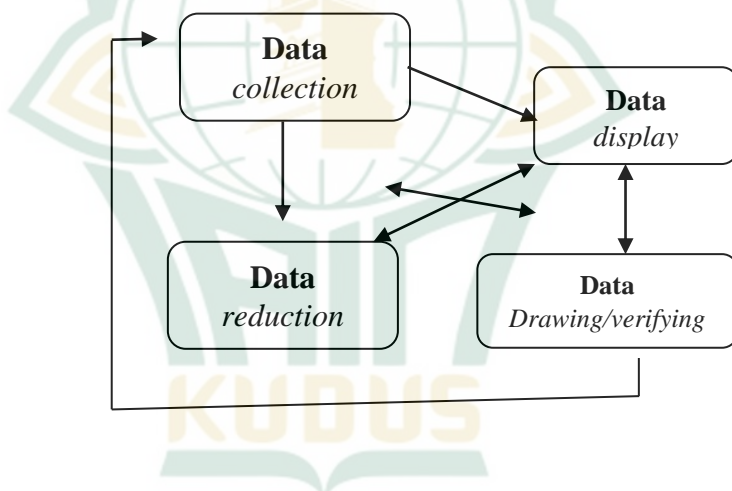 Data
collection
Data
display
Data
reduction
Data
Drawing/verifying
KUDUS